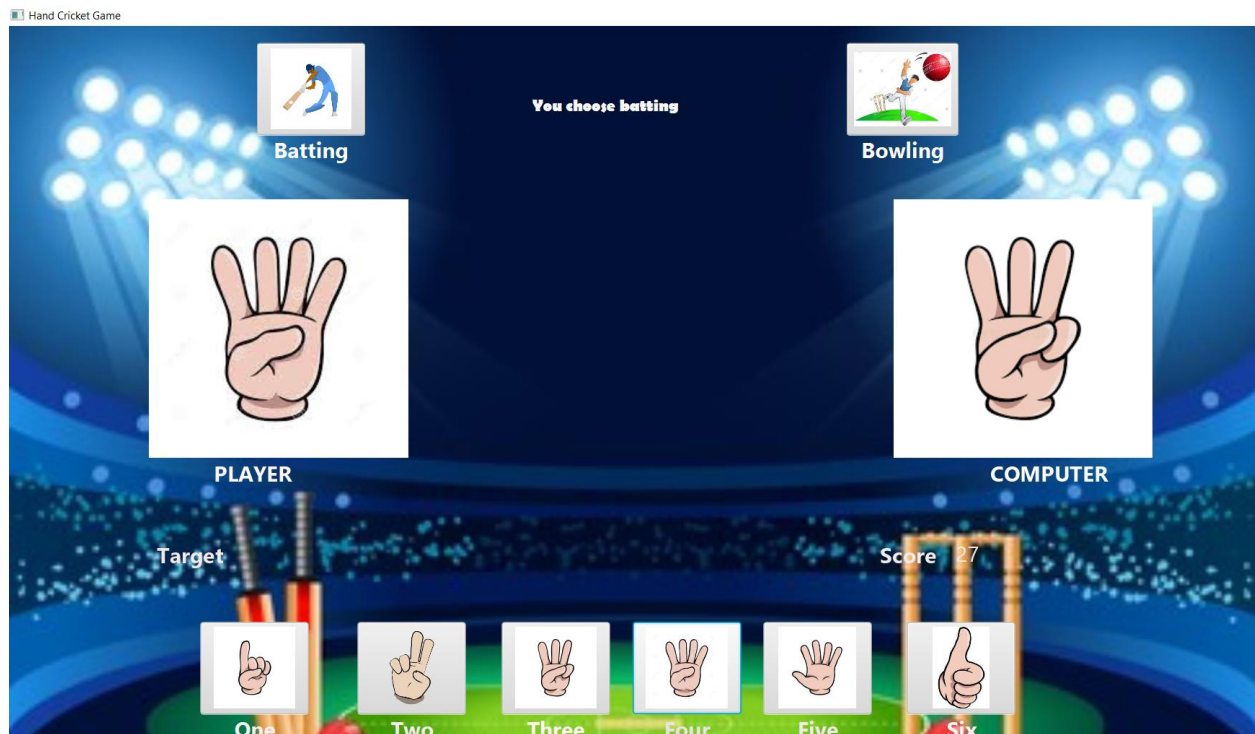 Hand Cricket Game
You choose batting
Batting
Bowling
PLAYER
COMPUTER
Target
Score 27
One
Two
Three
Four
Five
Six